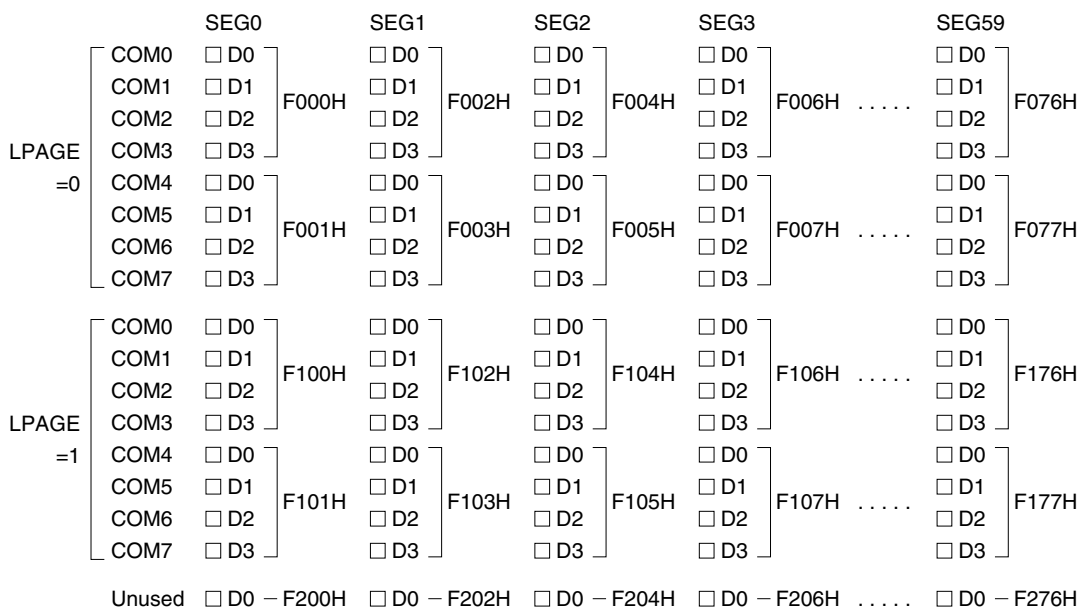 SEG0 SEG1 SEG2 SEG3 SEG59
COM0 □ D0 □ D0 □ D0 □ D0 □ D0
COM1 □ D1 □ D1 □ D1 □ D1 □ D1
F000H F002H F004H F006H ..... F076H
COM2 □ D2 □ D2 □ D2 □ D2 □ D2
LPAGE COM3 □ D3 □ D3 □ D3 □ D3 □ D3
=0 COM4 □ D0 □ D0 □ D0 □ D0 □ D0
COM5 □ D1 □ D1 □ D1 □ D1 □ D1
F001H F003H F005H F007H ..... F077H
COM6 □ D2 □ D2 □ D2 □ D2 □ D2
COM7 □ D3 □ D3 □ D3 □ D3 □ D3
COM0 □ D0 □ D0 □ D0 □ D0 □ D0
COM1 □ D1 □ D1 □ D1 □ D1 □ D1
F100H F102H F104H F106H ..... F176H
COM2 □ D2 □ D2 □ D2 □ D2 □ D2
LPAGE COM3 □ D3 □ D3 □ D3 □ D3 □ D3
=1 COM4 □ D0 □ D0 □ D0 □ D0 □ D0
COM5 □ D1 □ D1 □ D1 □ D1 □ D1
F101H F103H F105H F107H ..... F177H
COM6 □ D2 □ D2 □ D2 □ D2 □ D2
COM7 □ D3 □ D3 □ D3 □ D3 □ D3
Unused □ D0 – F200H □ D0 – F202H □ D0 – F204H □ D0 – F206H ..... □ D0 – F276H